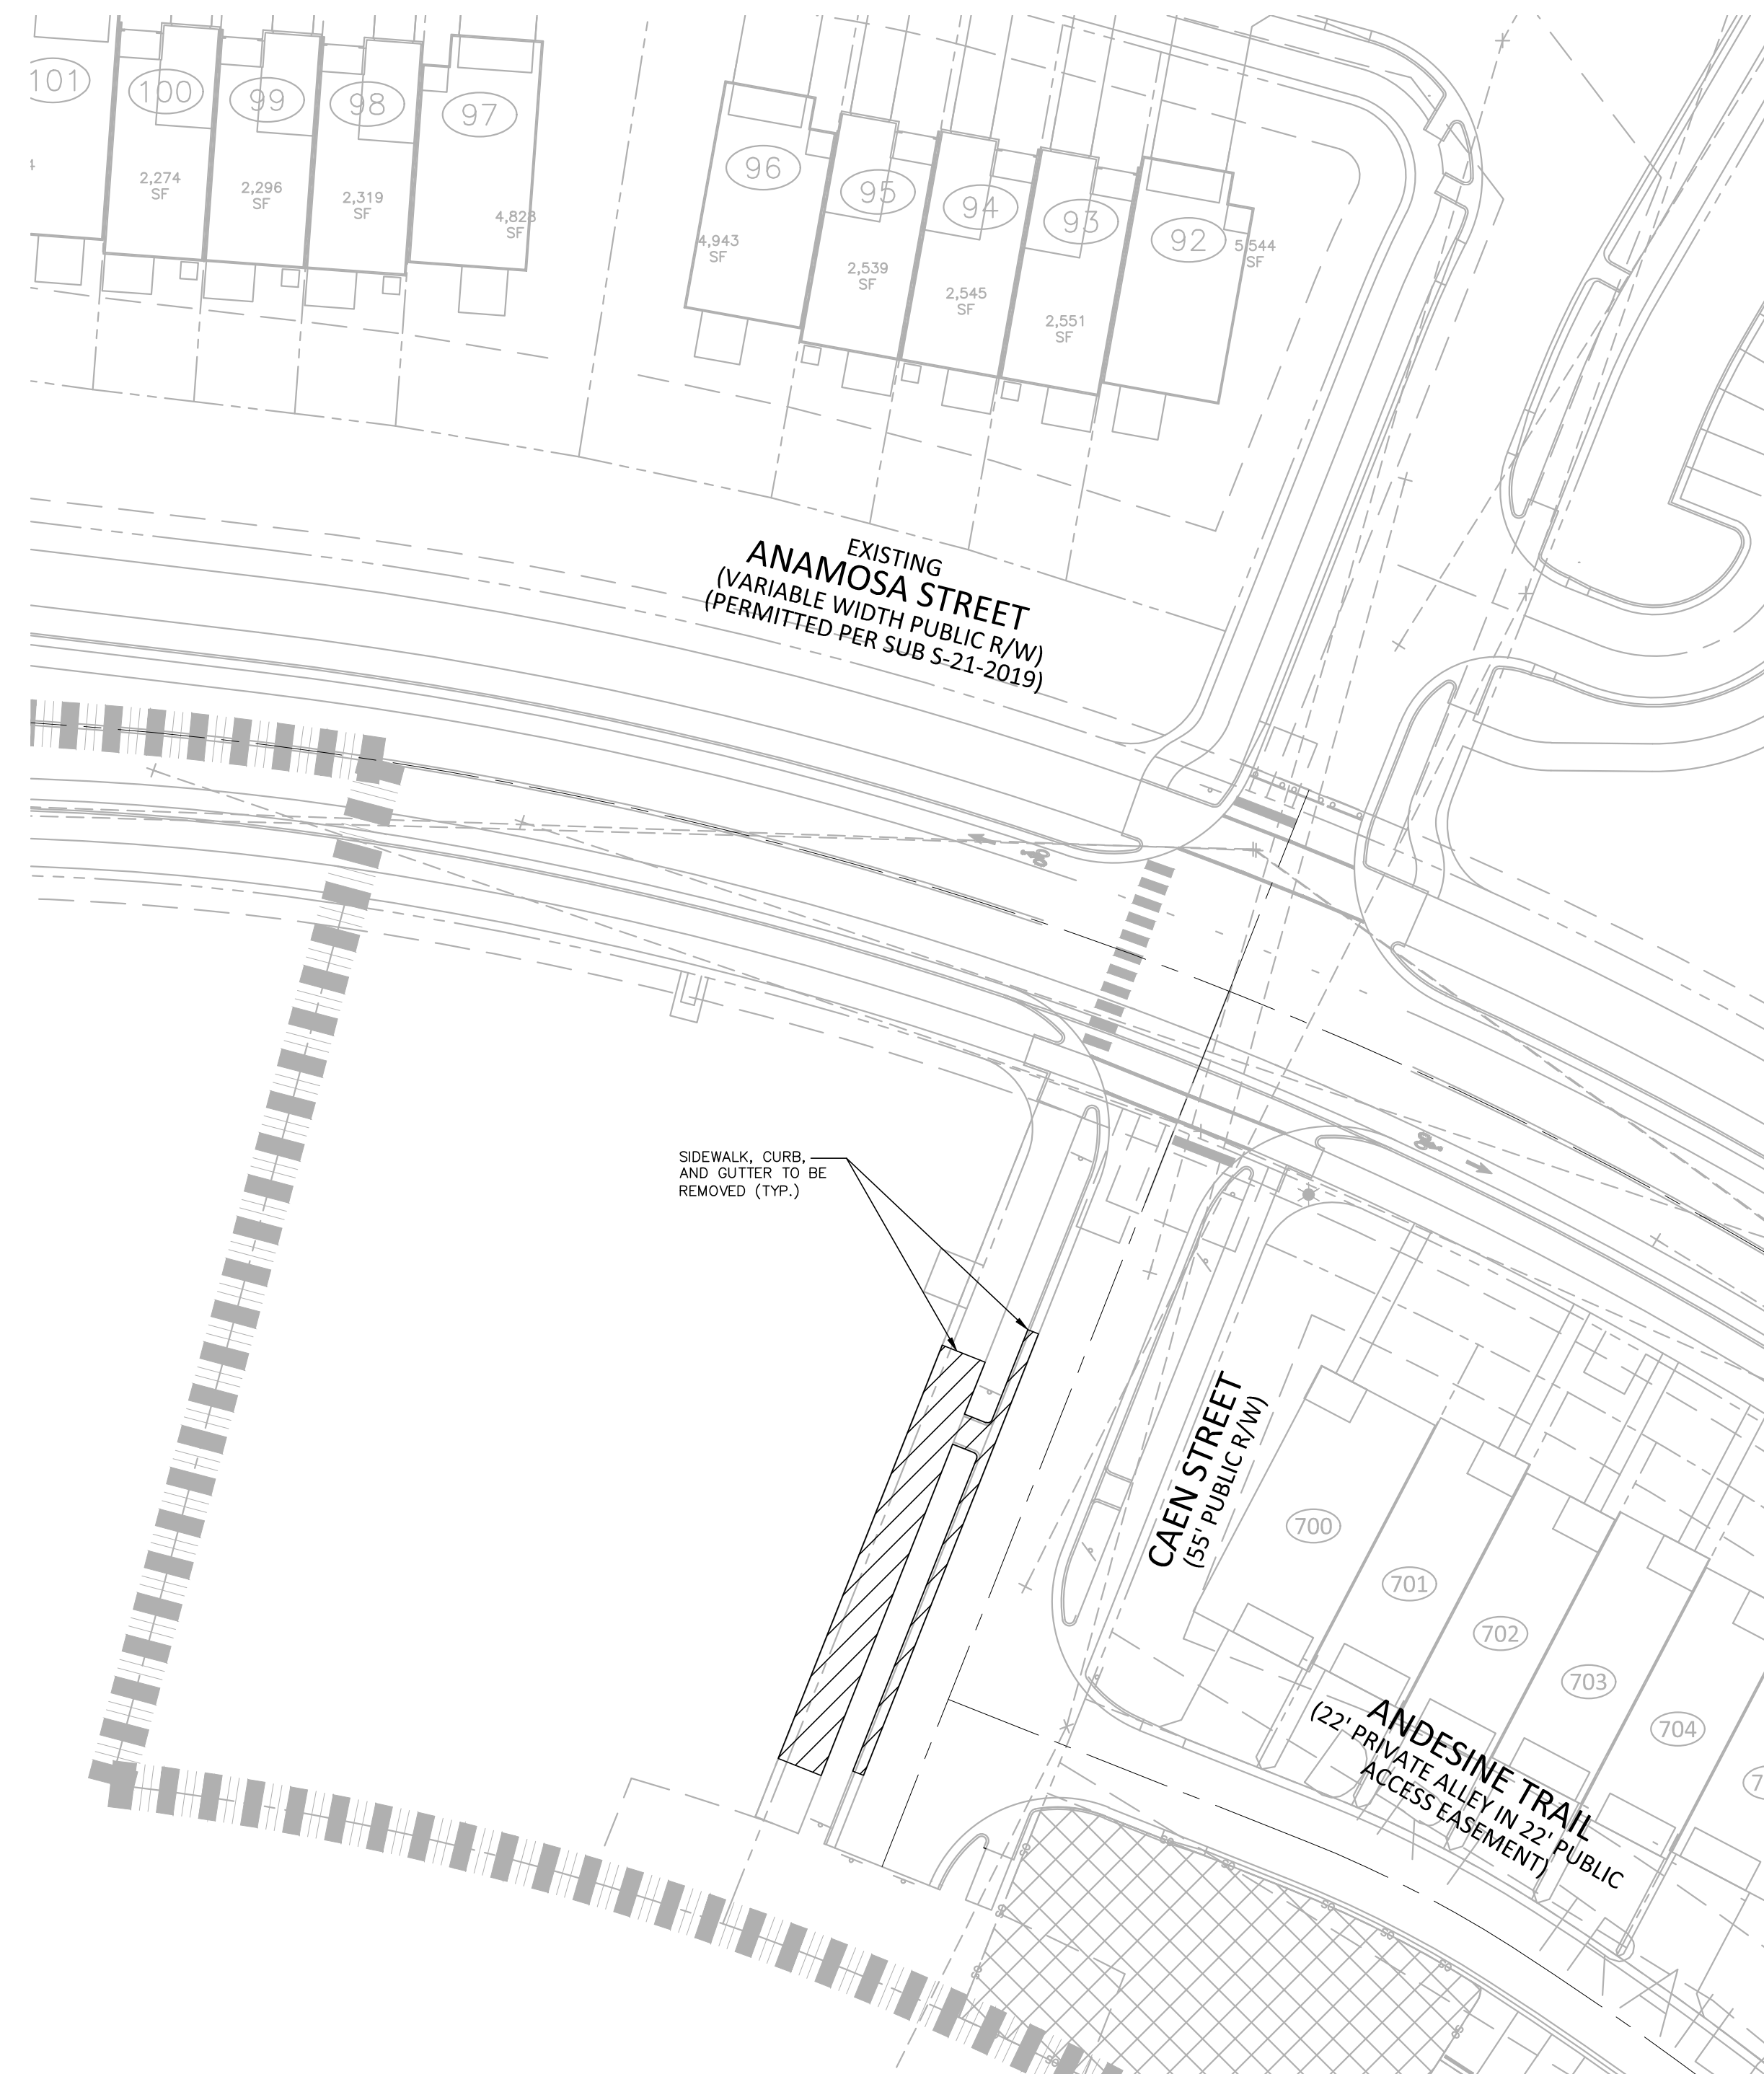 101
100
99
98
97
4
2,274
SF
2,296
SF
2,319
SF
4,828
SF
96
95
94
93
92
4,943
SF
2,539
SF
2,545
SF
2,551
SF
5,544
SF
EXISTING
ANAMOSA STREET
(VARIABLE WIDTH PUBLIC R/W)
(PERMITTED PER SUB S-21-2019)
SIDEWALK, CURB,
AND GUTTER TO BE
REMOVED (TYP.)
CAEN STREET
(55' PUBLIC R/W)
700
701
702
703
704
7
ANDESINE TRAIL
(22' PRIVATE ALLEY IN 22' PUBLIC
ACCESS EASEMENT)